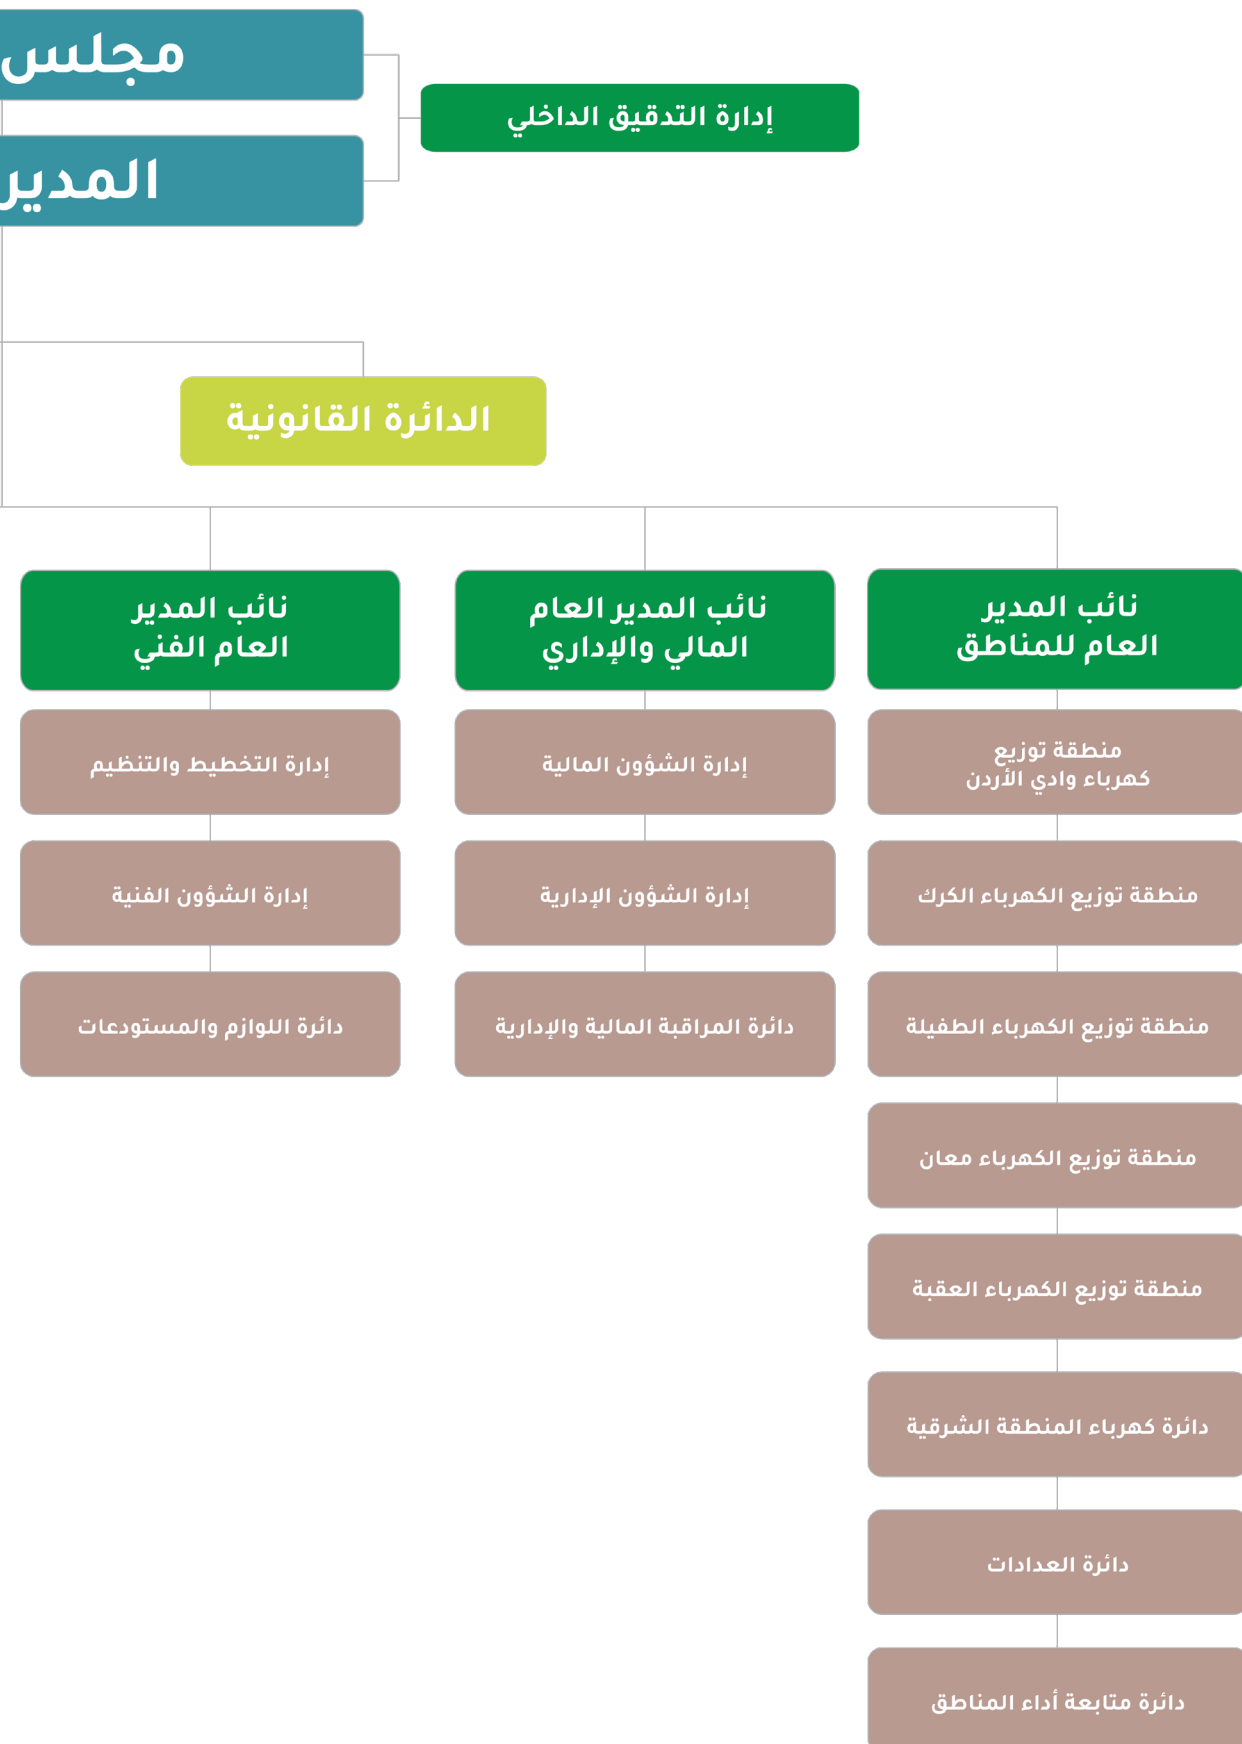 مجلس
إدارة التدقيق الداخلي
المدير
الدائرة القانونية
نائب المدير
العام للمناطق
منطقة توزيع
كهرباء وادي الأردن
منطقة توزيع الكهرباء الكرك
منطقة توزيع الكهرباء الطفيلة
منطقة توزيع الكهرباء معان
منطقة توزيع الكهرباء العقبة
دائرة كهرباء المنطقة الشرقية
دائرة العدادات
دائرة متابعة أداء المناطق
نائب المدير العام
المالي والإداري
إدارة الشؤون المالية
إدارة الشؤون الإدارية
دائرة المراقبة المالية والإدارية
نائب المدير
العام الفني
إدارة التخطيط والتنظيم
إدارة الشؤون الفنية
دائرة اللوازم والمستودعات